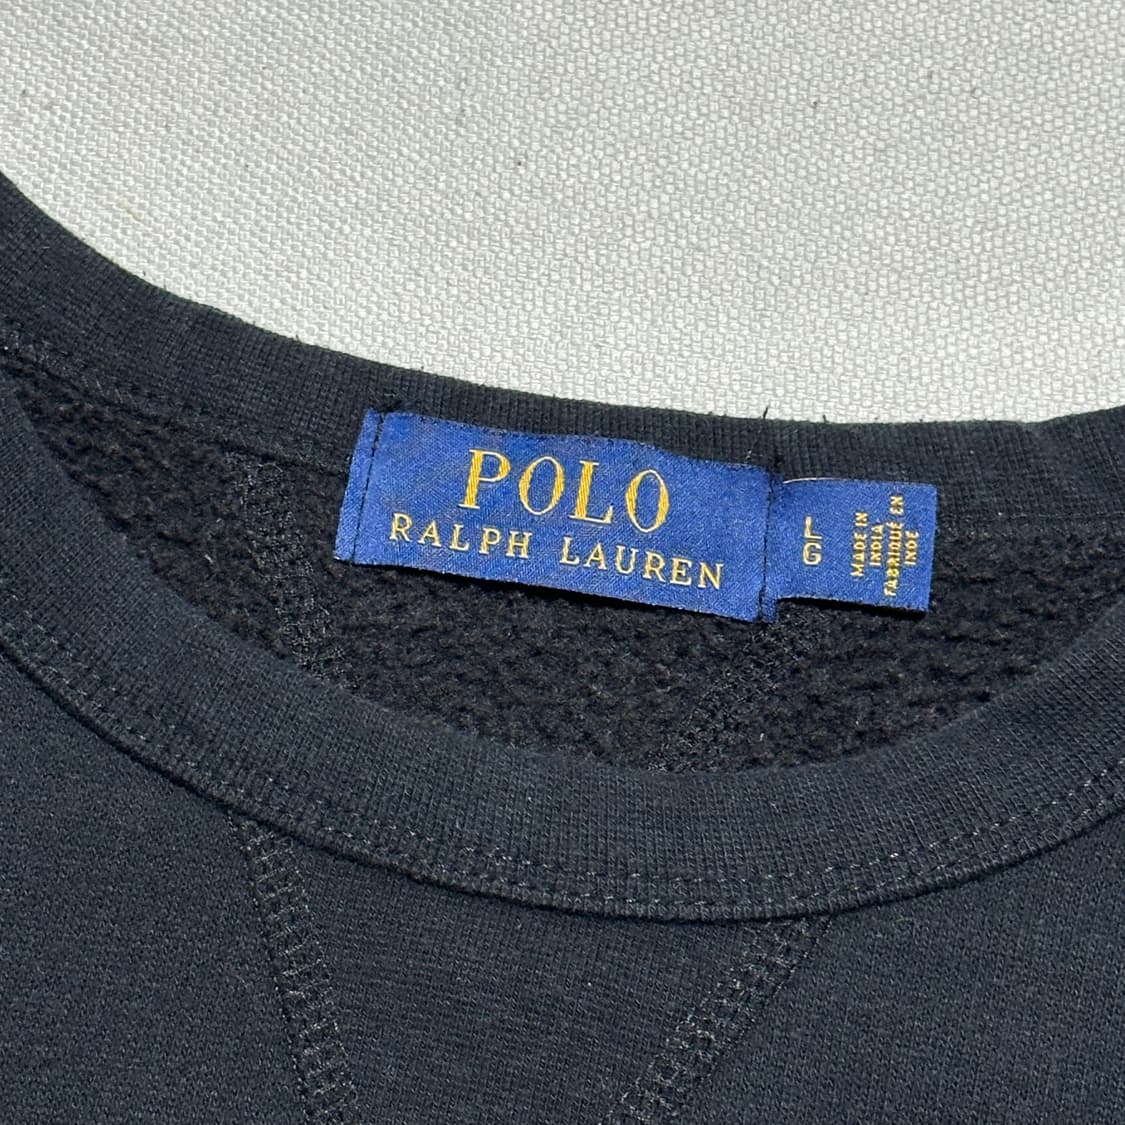 POLO
RALPH LAUREN
L
G
MADE IN
INDIA
FABRIQUÉ EN
INDE